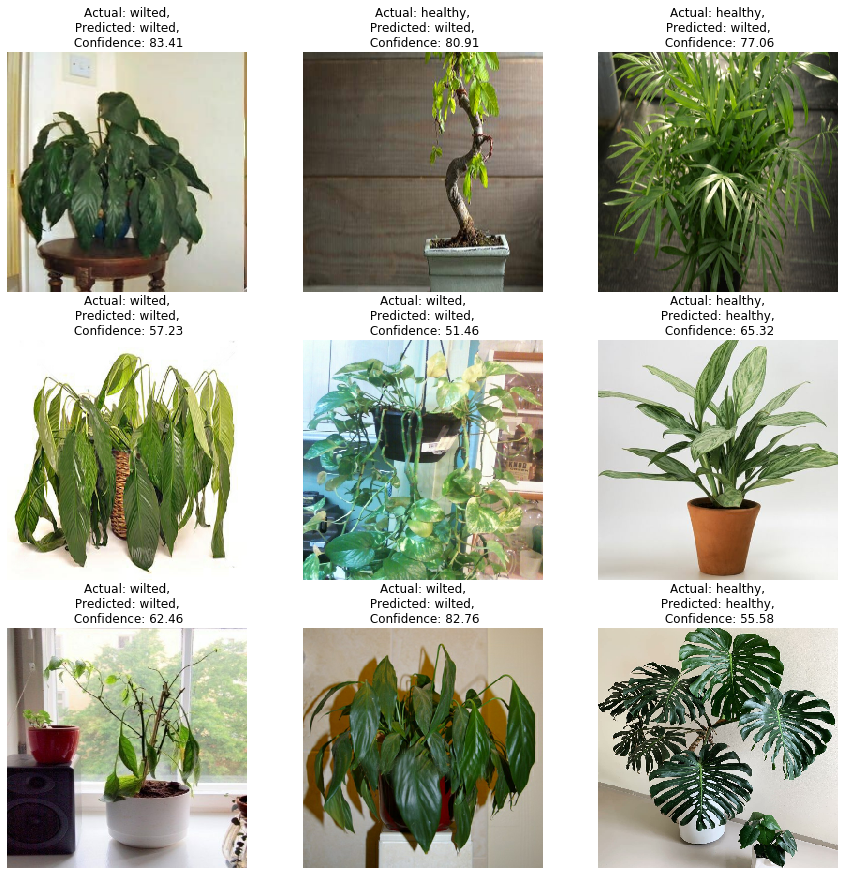 Actual: wilted,
Predicted: wilted,
Confidence: 83.41
Actual: healthy,
Predicted: wilted,
Confidence: 80.91
Actual: healthy,
Predicted: wilted,
Confidence: 77.06
Actual: wilted,
Predicted: wilted,
Confidence: 57.23
Actual: wilted,
Predicted: wilted,
Confidence: 51.46
Actual: healthy,
Predicted: healthy,
Confidence: 65.32
Actual: wilted,
Predicted: wilted,
Confidence: 62.46
Actual: wilted,
Predicted: wilted,
Confidence: 82.76
Actual: healthy,
Predicted: healthy,
Confidence: 55.58